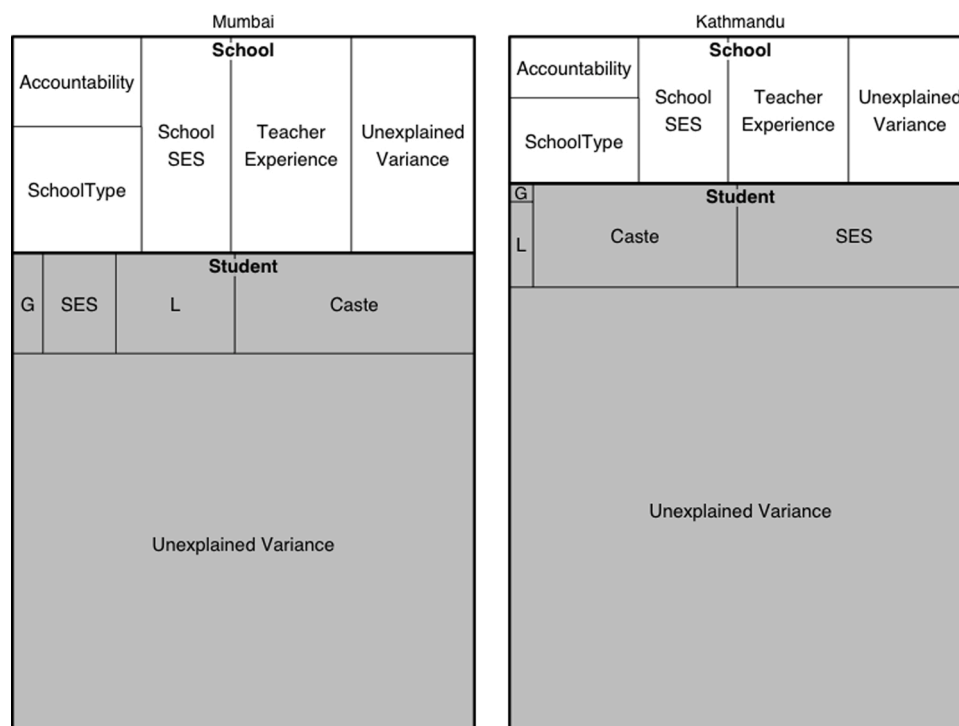 Mumbai
School
Accountability
SchoolType
School
SES
Teacher
Experience
Unexplained
Variance
Student
G
SES
L
Caste
Unexplained Variance
Kathmandu
School
Accountability
SchoolType
School
SES
Teacher
Experience
Unexplained
Variance
Student
G
L
Caste
SES
Unexplained Variance